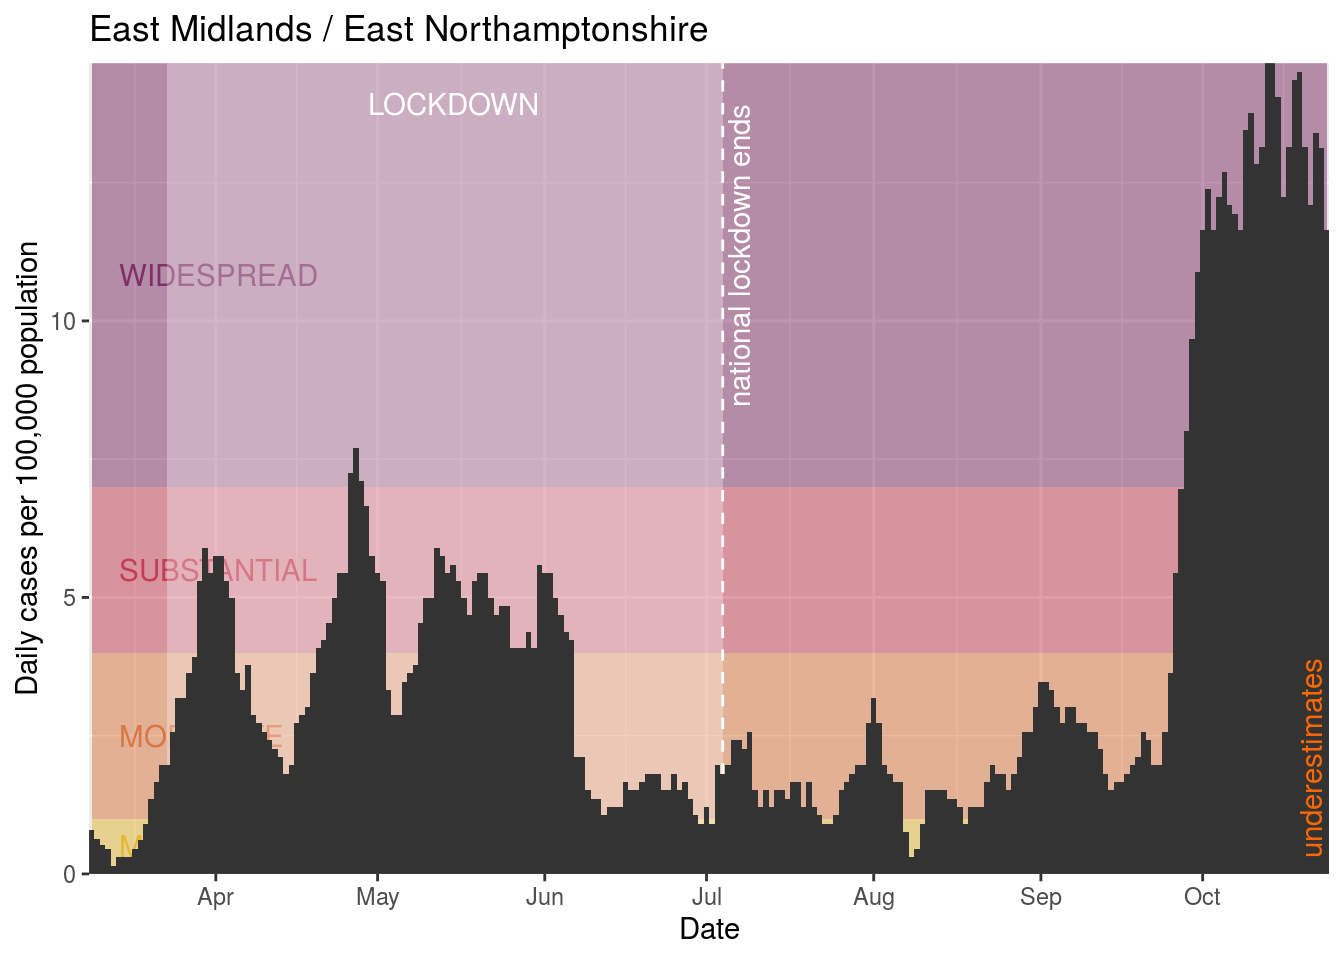 East Midlands / East Northamptonshire
LOCKDOWN
national lockdown ends
WIDESPREAD
SUBSTANTIAL
underestimates
Daily cases per 100,000 population
10
5
0
Apr
May
Jun
Jul
Aug
Sep
Oct
Date